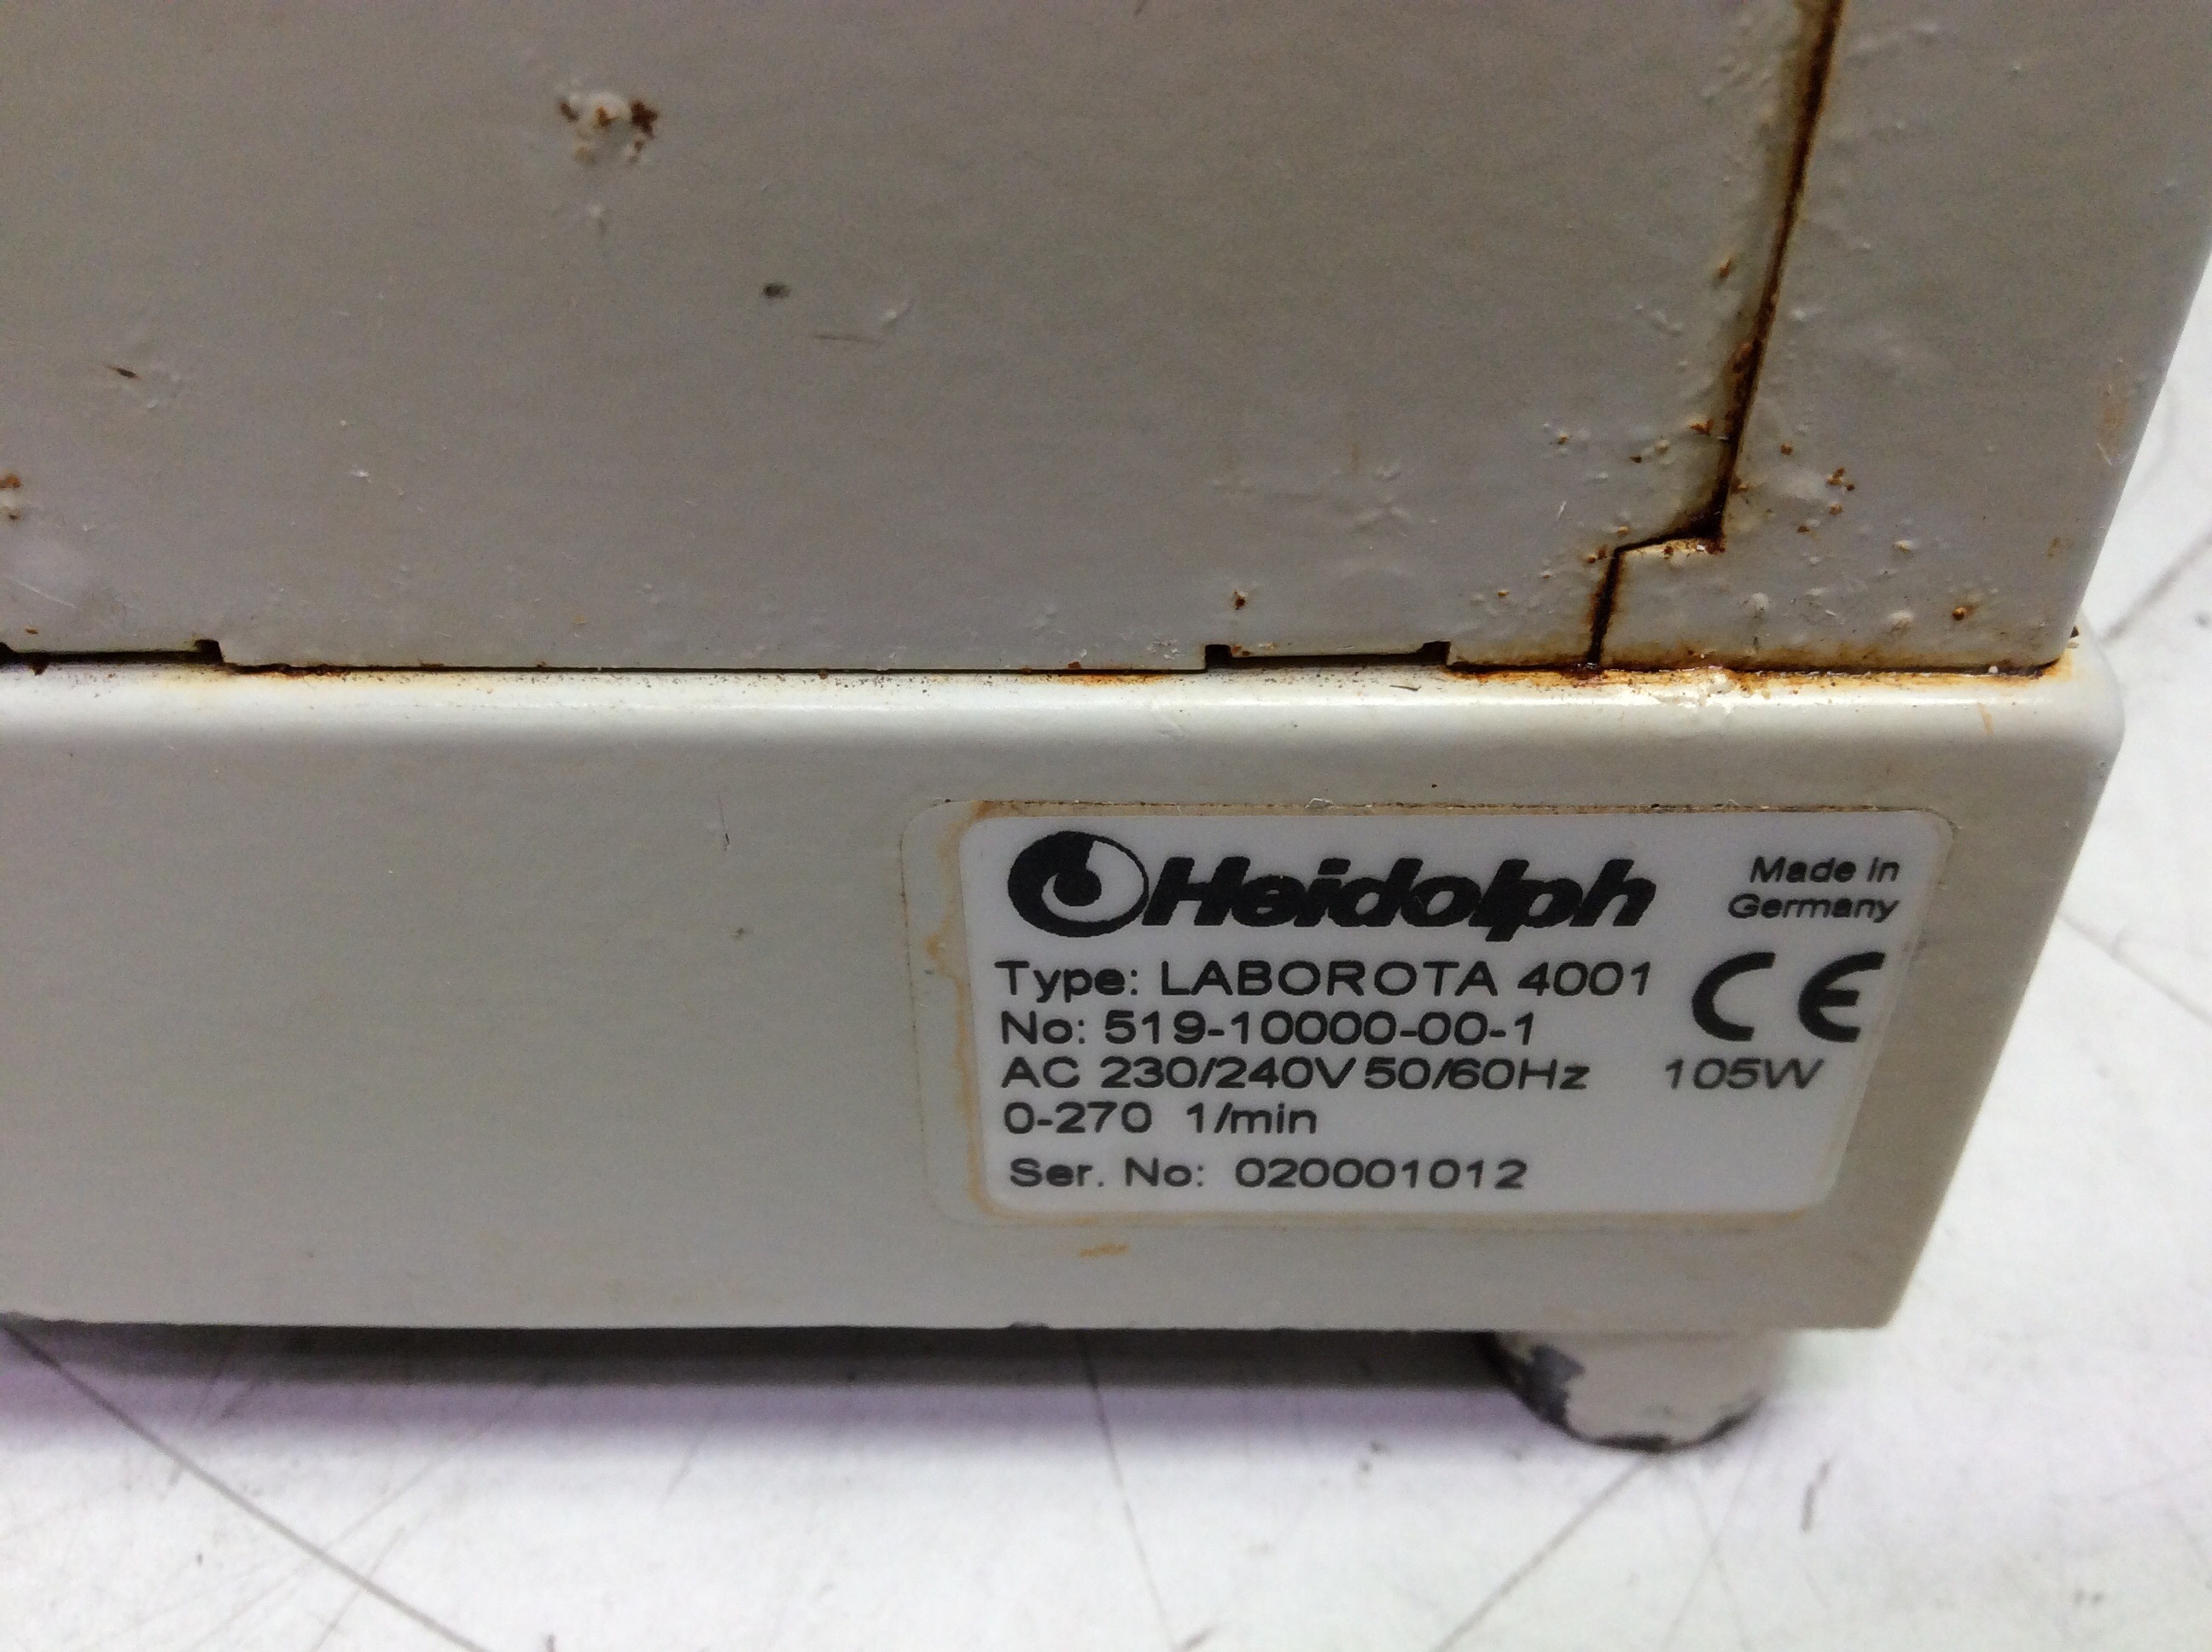 Heidolph
Made in
Germany
Type: LABOROTA 4001
CE
No: 519-10000-00-1
AC 230/240V 50/60Hz 105W
0-270 1/min
Ser. No: 020001012